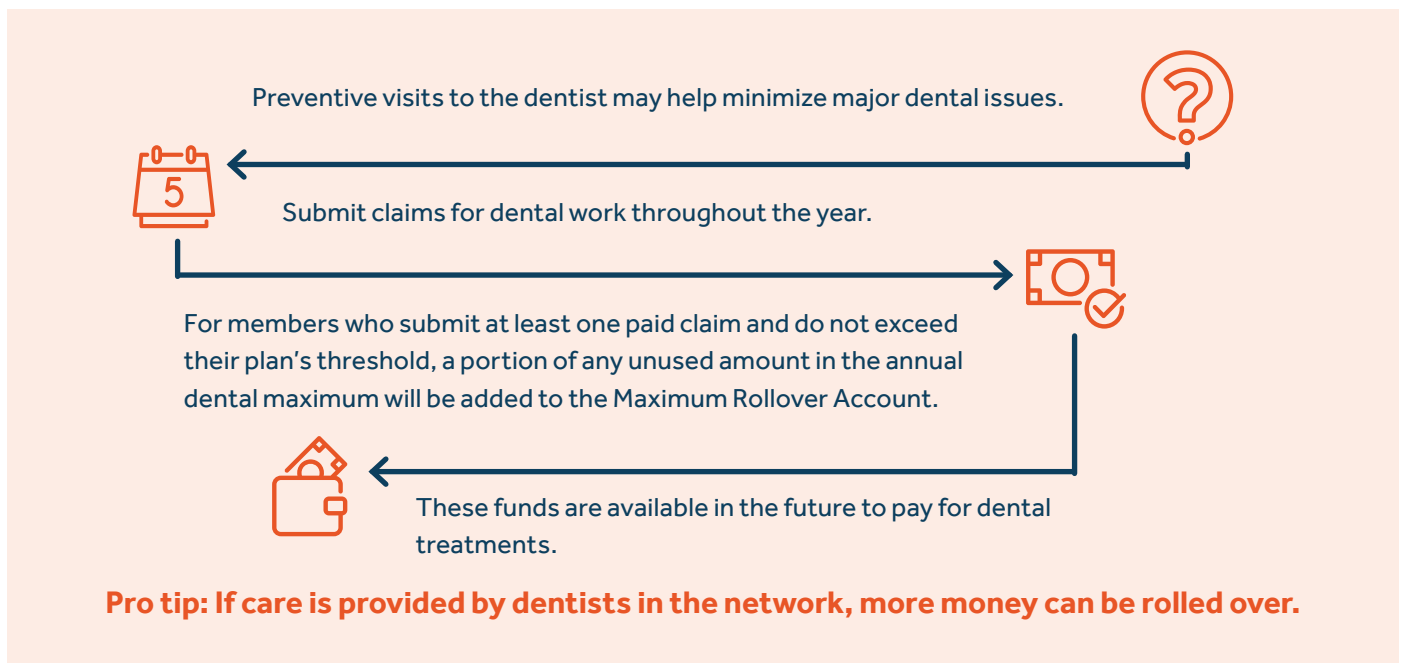 Preventive visits to the dentist may help minimize major dental issues.
5
Submit claims for dental work throughout the year.
For members who submit at least one paid claim and do not exceed
their plan’s threshold, a portion of any unused amount in the annual
dental maximum will be added to the Maximum Rollover Account.
These funds are available in the future to pay for dental
treatments.
Pro tip: If care is provided by dentists in the network, more money can be rolled over.